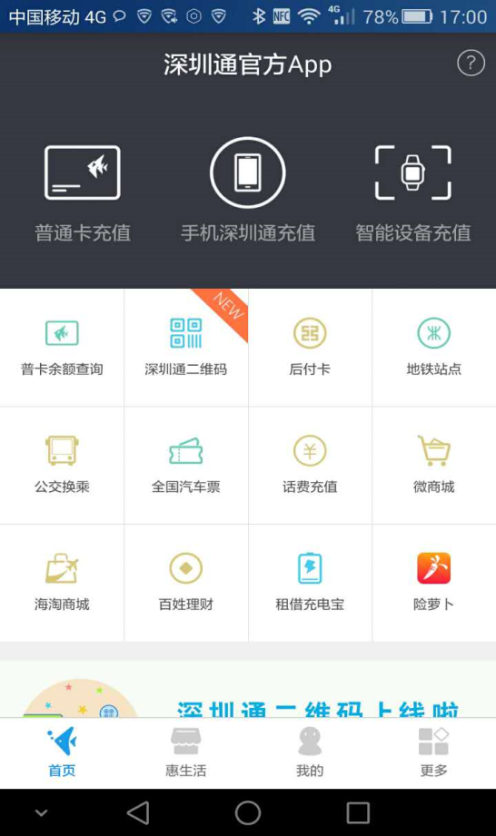 中国移动 4G NFC 4G 78% 17:00
深圳通官方App ?
普通卡充值 手机深圳通充值 智能设备充值
NEW
普卡余额查询 深圳通二维码 后付卡 地铁站点
公交换乘 全国汽车票 话费充值 微商城
海淘商城 百姓理财 租借充电宝 险萝卜
深圳通二维码上线啦
首页 惠生活 我的 更多